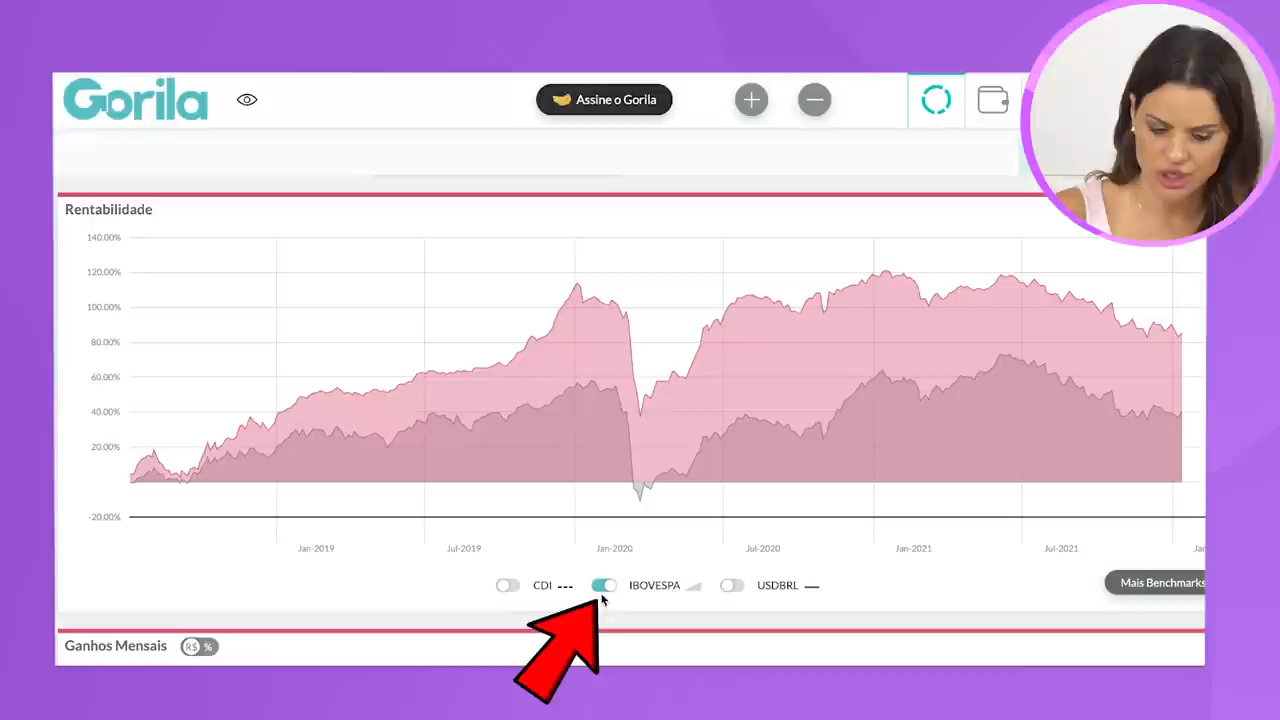 Gorila
Assine o Gorila
Rentabilidade
140.00%
120.00%
100.00%
80.00%
60.00%
40.00%
20.00%
-20.00%
Jan-2019 Jul-2019 Jan-2020 Jul-2020 Jan-2021 Jul-2021 Jan
CDI IBOVESPA USDBRL Mais Benchmarks
Ganhos Mensais R$ %